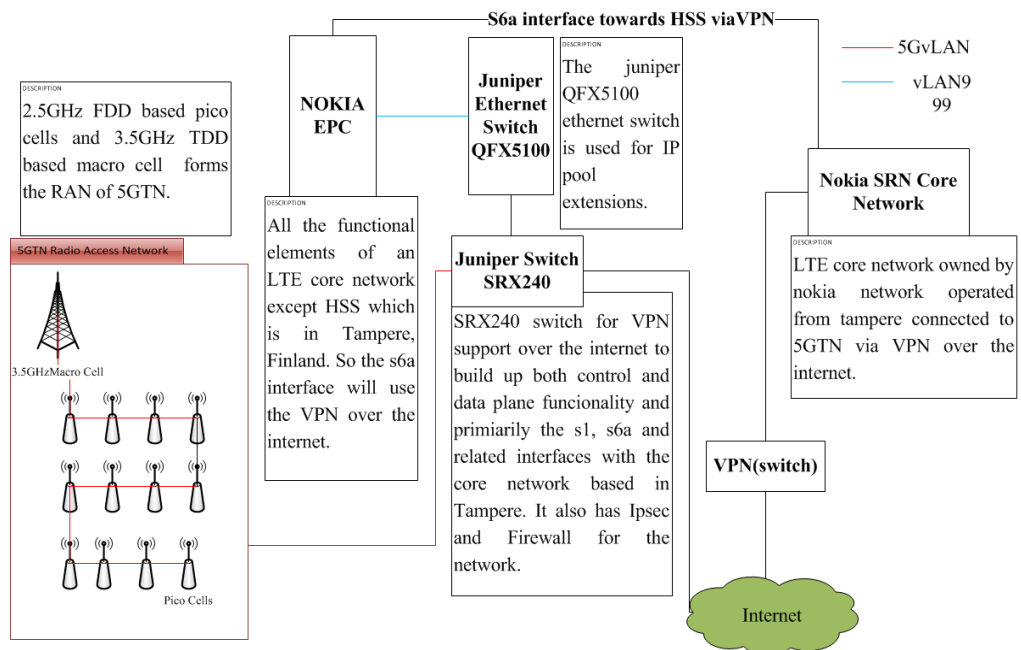 S6a interface towards HSS viaVPN
5GvLAN
vLAN9
99
DESCRIPTION
2.5GHz FDD based pico
cells and 3.5GHz TDD
based macro cell forms
the RAN of 5GTN.
NOKIA
EPC
Juniper
Ethernet
Switch
QFX5100
DESCRIPTION
The juniper
QFX5100
ethernet switch
is used for IP
pool
extensions.
Nokia SRN Core
Network
DESCRIPTION
LTE core network owned by
nokia network operated
from tampere connected to
5GTN via VPN over the
internet.
DESCRIPTION
All the functional
elements of an
LTE core network
except HSS which
is in Tampere,
Finland. So the s6a
interface will use
the VPN over the
internet.
Juniper Switch
SRX240
SRX240 switch for VPN
support over the internet to
build up both control and
data plane funcionality and
primiarily the s1, s6a and
related interfaces with the
core network based in
Tampere. It also has Ipsec
and Firewall for the
network.
5GTN Radio Access Network
3.5GHzMacro Cell
Pico Cells
VPN(switch)
Internet